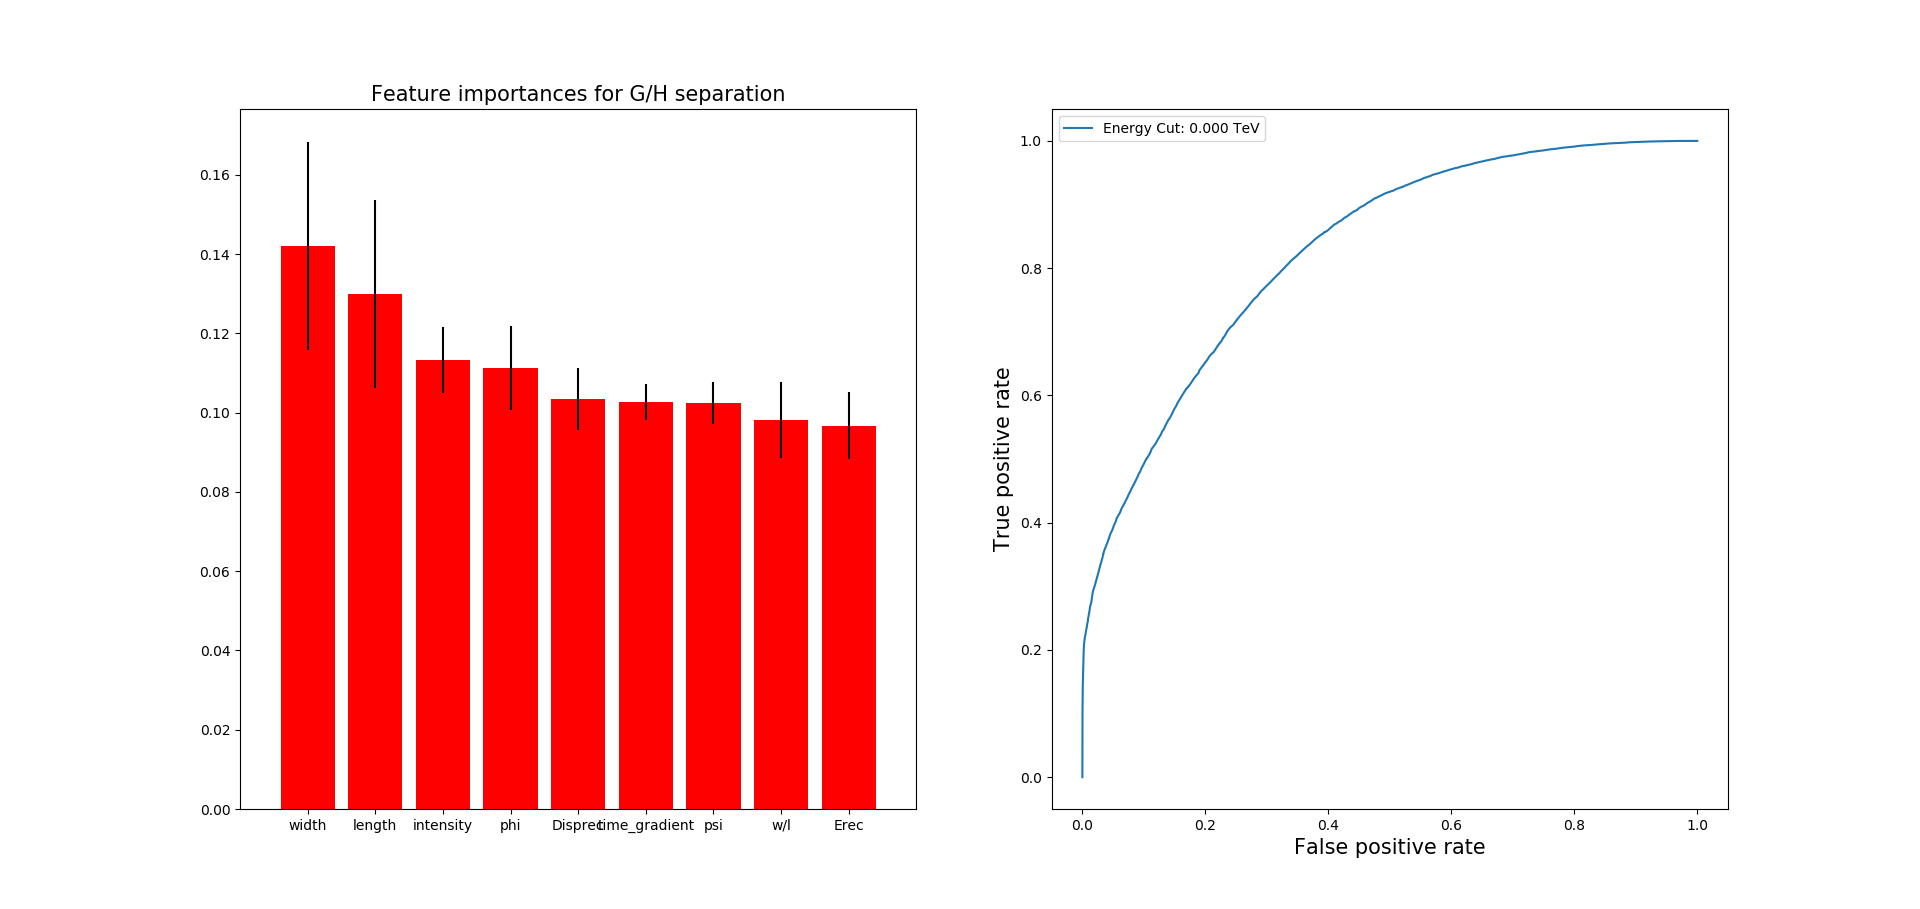 Feature importances for G/H separation
0.16
0.14
0.12
0.10
0.08
0.06
0.04
0.02
0.00
width length intensity phi Disprec time_gradient psi w/l Erec
Energy Cut: 0.000 TeV
True positive rate
1.0
0.8
0.6
0.4
0.2
0.0
0.0 0.2 0.4 0.6 0.8 1.0
False positive rate